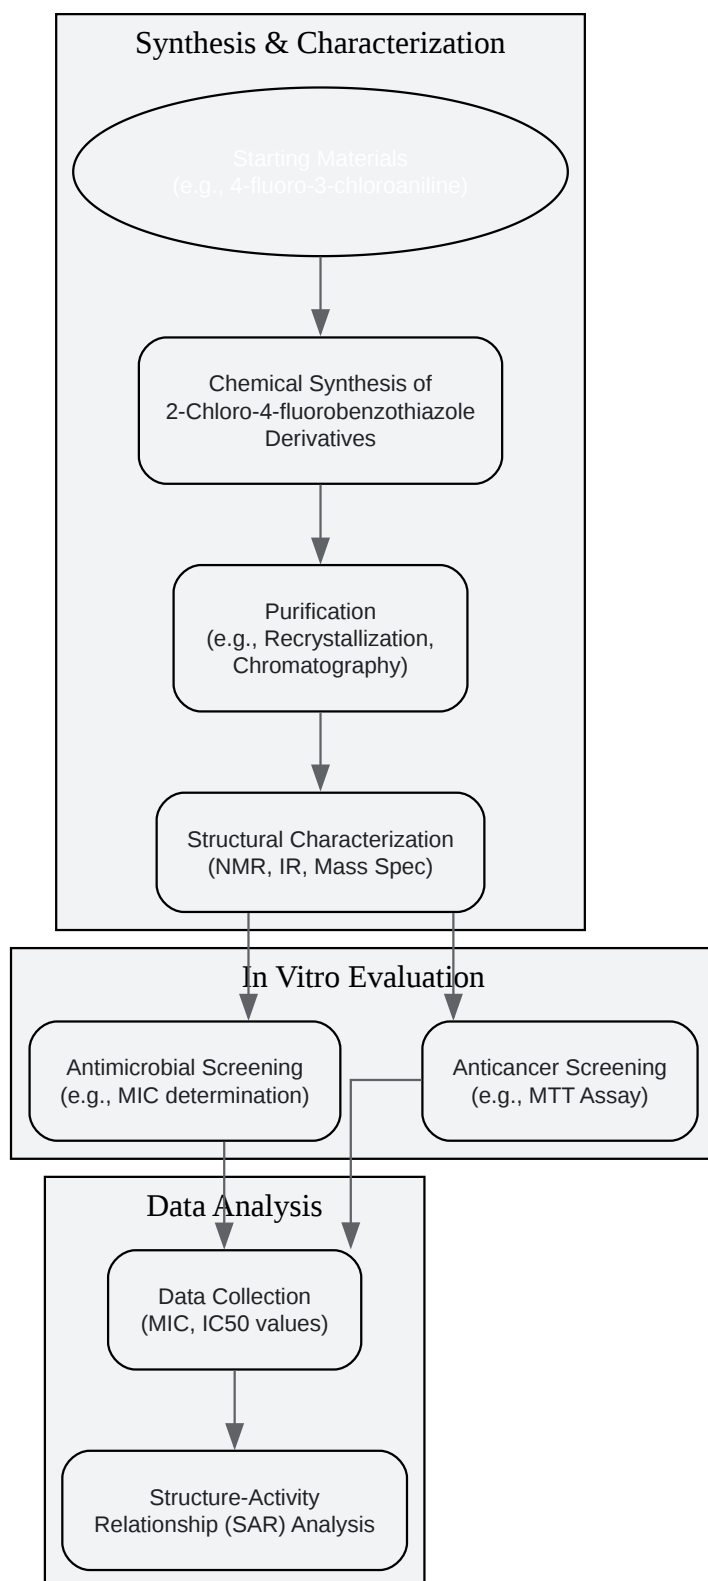 Synthesis & Characterization
Starting Materials
(e.g., 4-fluoro-3-chloroaniline)
Chemical Synthesis of
2-Chloro-4-fluorobenzothiazole
Derivatives
Purification
(e.g., Recrystallization,
Chromatography)
Structural Characterization
(NMR, IR, Mass Spec)
In Vitro Evaluation
Antimicrobial Screening
(e.g., MIC determination)
Anticancer Screening
(e.g., MTT Assay)
Data Analysis
Data Collection
(MIC, IC50 values)
Structure-Activity
Relationship (SAR) Analysis